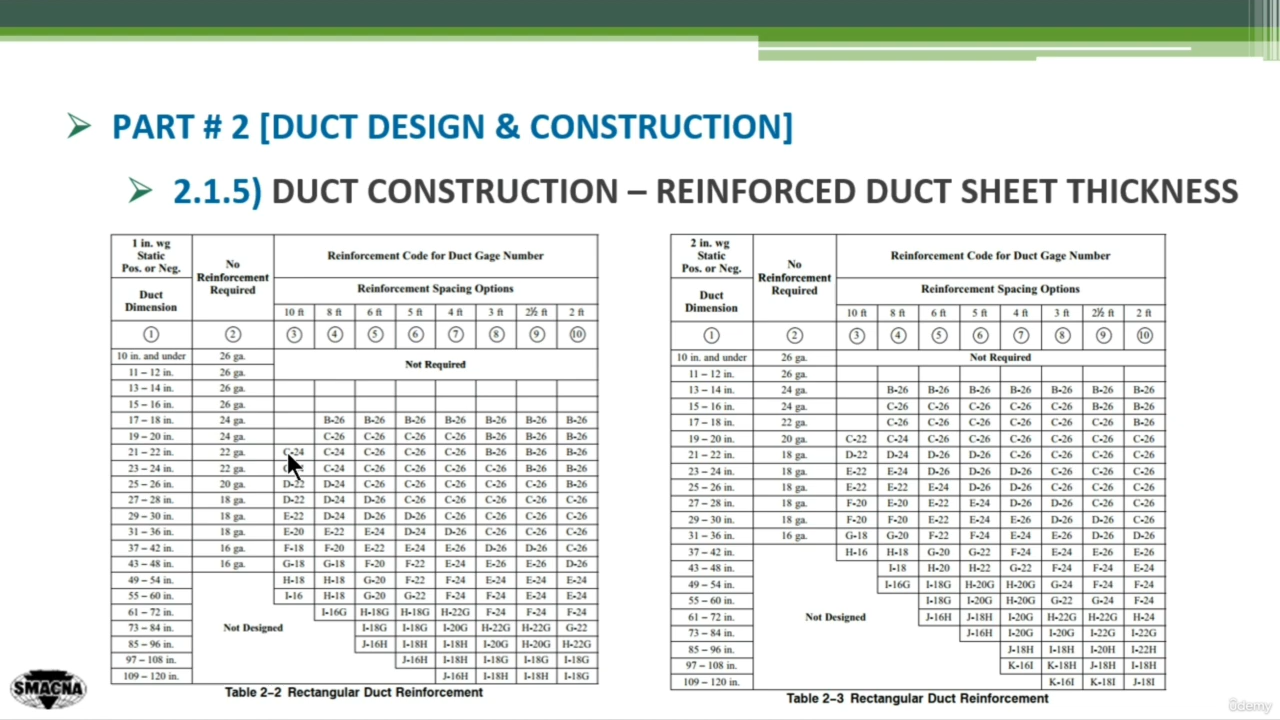 PART # 2 [DUCT DESIGN & CONSTRUCTION]
2.1.5) DUCT CONSTRUCTION – REINFORCED DUCT SHEET THICKNESS
1 in. wg Static Pos. or Neg. No Reinforcement Required Reinforcement Code for Duct Gage Number
Reinforcement Spacing Options
Duct Dimension 10 ft 8 ft 6 ft 5 ft 4 ft 3 ft 2½ ft 2 ft
① ② ③ ④ ⑤ ⑥ ⑦ ⑧ ⑨ ⑩
10 in. and under 26 ga. Not Required
11 – 12 in. 26 ga.
13 – 14 in. 26 ga.
15 – 16 in. 26 ga.
17 – 18 in. 24 ga. B-26 B-26 B-26 B-26 B-26 B-26 B-26
19 – 20 in. 24 ga. C-26 C-26 C-26 C-26 B-26 B-26 B-26
21 – 22 in. 22 ga. C-24 C-24 C-26 C-26 C-26 B-26 B-26 B-26
23 – 24 in. 22 ga. C-24 C-26 C-26 C-26 C-26 B-26 B-26
25 – 26 in. 20 ga. D-22 D-24 C-26 C-26 C-26 C-26 C-26 B-26
27 – 28 in. 18 ga. D-22 D-24 D-26 C-26 C-26 C-26 C-26 C-26
29 – 30 in. 18 ga. E-22 D-24 D-26 D-26 C-26 C-26 C-26 C-26
31 – 36 in. 18 ga. E-20 E-22 E-24 D-24 D-26 C-26 C-26 C-26
37 – 42 in. 16 ga. F-18 F-20 E-22 E-24 E-26 D-26 D-26 C-26
43 – 48 in. 16 ga. G-18 G-18 F-20 F-22 F-24 E-26 E-26 D-26
49 – 54 in. Not Designed H-18 H-18 G-20 F-22 F-24 E-24 E-24 E-24
55 – 60 in. I-16 H-18 G-20 G-22 F-24 F-24 E-24 E-24
61 – 72 in. I-16G H-18G H-18G H-22G F-24 F-24 F-24
73 – 84 in. I-18G I-18G I-20G H-22G H-22G G-22
85 – 96 in. J-16H I-18H I-18H I-20G H-20G H-22G
97 – 108 in. J-16H I-18H I-18G I-18G I-18G
109 – 120 in. J-16H I-18H I-18H I-18G
Table 2–2 Rectangular Duct Reinforcement
2 in. wg Static Pos. or Neg. No Reinforcement Required Reinforcement Code for Duct Gage Number
Reinforcement Spacing Options
Duct Dimension 10 ft 8 ft 6 ft 5 ft 4 ft 3 ft 2½ ft 2 ft
① ② ③ ④ ⑤ ⑥ ⑦ ⑧ ⑨ ⑩
10 in. and under 26 ga. Not Required
11 – 12 in. 26 ga.
13 – 14 in. 24 ga. B-26 B-26 B-26 B-26 B-26 B-26 B-26
15 – 16 in. 24 ga. C-26 C-26 C-26 C-26 C-26 B-26 B-26
17 – 18 in. 22 ga. C-26 C-26 C-26 C-26 C-26 C-26 B-26
19 – 20 in. 20 ga. C-22 C-24 C-26 C-26 C-26 C-26 C-26 B-26
21 – 22 in. 18 ga. D-22 D-24 D-26 C-26 C-26 C-26 C-26 C-26
23 – 24 in. 18 ga. E-22 E-24 D-26 D-26 C-26 C-26 C-26 C-26
25 – 26 in. 18 ga. E-22 E-22 E-24 D-26 D-26 C-26 C-26 C-26
27 – 28 in. 18 ga. F-20 E-20 E-22 E-24 D-26 D-26 C-26 C-26
29 – 30 in. 18 ga. F-20 F-20 E-22 E-24 E-26 D-26 D-26 C-26
31 – 36 in. 16 ga. G-18 G-20 F-22 F-24 E-24 E-26 D-26 D-26
37 – 42 in. Not Designed H-16 H-18 G-20 G-22 F-24 E-24 E-26 E-26
43 – 48 in. I-18 H-20 H-22 G-22 F-24 F-24 E-24
49 – 54 in. I-16G I-18G H-20G H-20G G-24 F-24 F-24
55 – 60 in. I-18G I-20G H-20G G-22 G-24 F-24
61 – 72 in. J-16H J-18H I-20G H-22G H-22G H-24
73 – 84 in. J-16H I-20G I-20G I-22G I-22G
85 – 96 in. J-18H I-18H I-20H I-22H
97 – 108 in. K-16I K-18H J-18H I-18H
109 – 120 in. K-16I K-18I J-18I
Table 2–3 Rectangular Duct Reinforcement
SMACNA
ûdemy